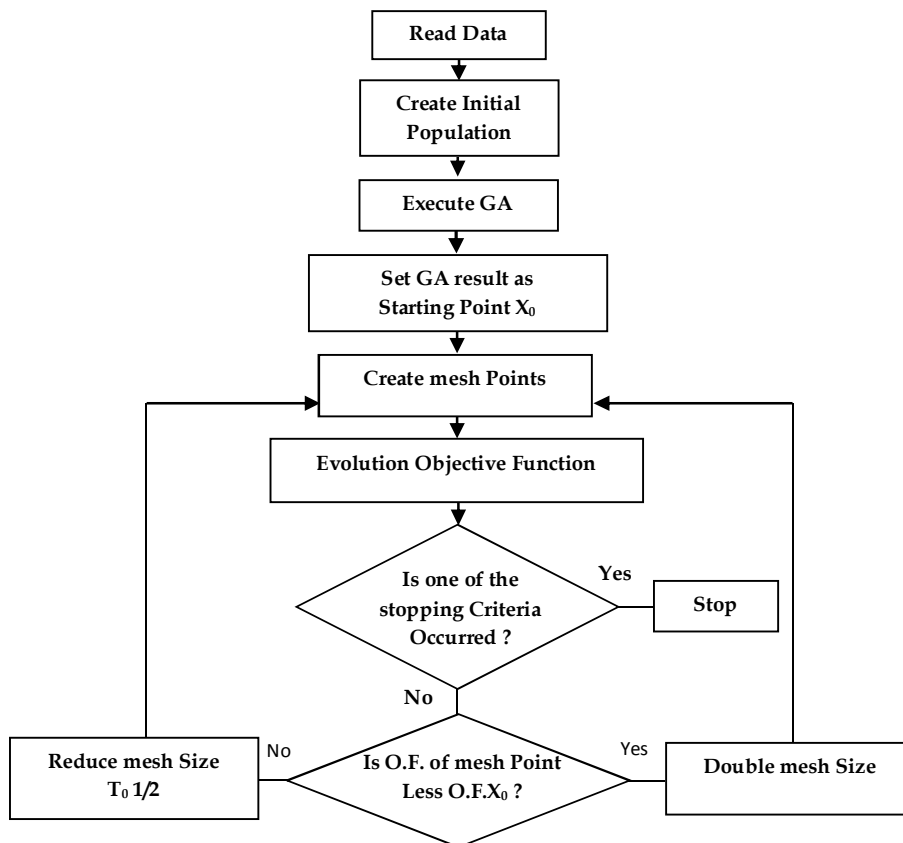 Read Data
Create Initial
Population
Execute GA
Set GA result as
Starting Point X₀
Create mesh Points
Evolution Objective Function
Is one of the
stopping Criteria
Occurred ?
Yes
Stop
No
Is O.F. of mesh Point
Less O.F.X₀ ?
No
Reduce mesh Size
T₀ 1/2
Yes
Double mesh Size